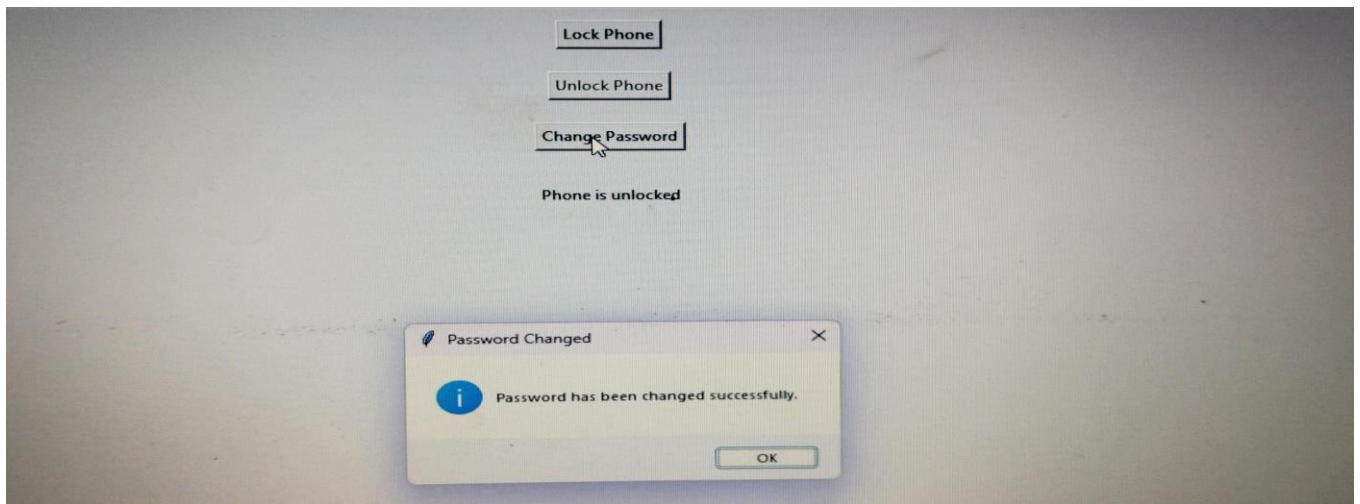 Lock Phone
Unlock Phone
Change Password
Phone is unlocked
Password Changed
i
Password has been changed successfully.
OK